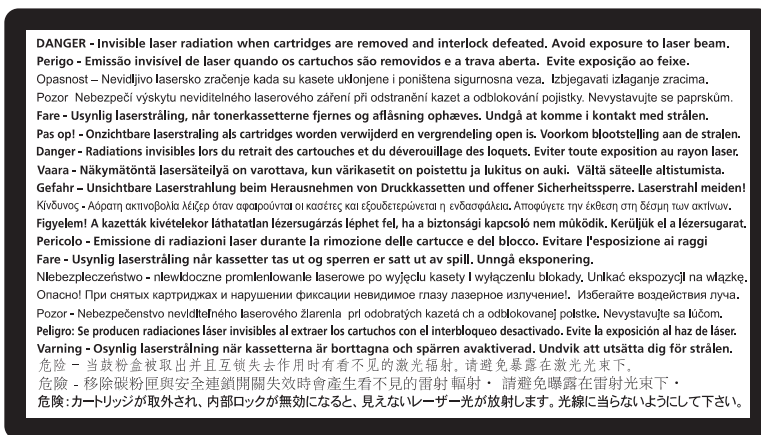 DANGER - Invisible laser radiation when cartridges are removed and interlock defeated. Avoid exposure to laser beam.
Perigo - Emissão invisível de laser quando os cartuchos são removidos e a trava aberta. Evite exposição ao feixe.
Opasnost – Nevidljivo lasersko zračenje kada su kasete uklonjene i poništena sigurnosna veza. Izbjegavati izlaganje zracima.
Pozor Nebezpečí výskytu neviditelného laserového záření při odstranění kazet a odblokování pojistky. Nevystavujte se paprskům.
Fare - Usynlig laserstråling, når tonerkassetterne fjernes og aflåsning ophæves. Undgå at komme i kontakt med strålen.
Pas op! - Onzichtbare laserstraling als cartridges worden verwijderd en vergrendeling open is. Voorkom blootstelling aan de stralen.
Danger - Radiations invisibles lors du retrait des cartouches et du déverouillage des loquets. Eviter toute exposition au rayon laser.
Vaara - Näkymätöntä lasersäteilyä on varottava, kun värikasetit on poistettu ja lukitus on auki. Vältä säteelle altistumista.
Gefahr – Unsichtbare Laserstrahlung beim Herausnehmen von Druckkassetten und offener Sicherheitssperre. Laserstrahl meiden!
Κίνδυνος - Αόρατη ακτινοβολία λέιζερ όταν αφαιρούνται οι κασέτες και εξουδετερώνεται η ενδασφάλεια. Αποφύγετε την έκθεση στη δέσμη των ακτίνων.
Figyelem! A kazetták kivételekor láthatatlan lézersugárzás léphet fel, ha a biztonsági kapcsoló nem mûködik. Kerüljük el a lézersugarat.
Pericolo - Emissione di radiazioni laser durante la rimozione delle cartucce e del blocco. Evitare l'esposizione ai raggi
Fare - Usynlig laserstråling når kassetter tas ut og sperren er satt ut av spill. Unngå eksponering.
Niebezpieczeństwo - niewidoczne promieniowanie laserowe po wyjęciu kasety i wyłączeniu blokady. Unikać ekspozycji na wiązkę.
Опасно! При снятых картриджах и нарушении фиксации невидимое глазу лазерное излучение!. Избегайте воздействия луча.
Pozor - Nebezpečenstvo neviditeľného laserového žiarenia pri odobratých kazetá ch a odblokovanej poistke. Nevystavujte sa lúčom.
Peligro: Se producen radiaciones láser invisibles al extraer los cartuchos con el interbloqueo desactivado. Evite la exposición al haz de láser.
Varning - Osynlig laserstrålning når kassetterna är borttagna och spärren avaktiverad. Undvik att utsätta dig för strålen.
危险 - 当鼓粉盒被取出并且互锁失去作用时有看不见的激光辐射, 请避免暴露在激光光束下。
危險 - 移除碳粉匣與安全連鎖開關失效時會產生看不見的雷射 輻射・ 請避免曝露在雷射光束下・
危険：カートリッジが取外され、内部ロックが無効になると、見えないレーザー光が放射します。光線に当らないようにして下さい。